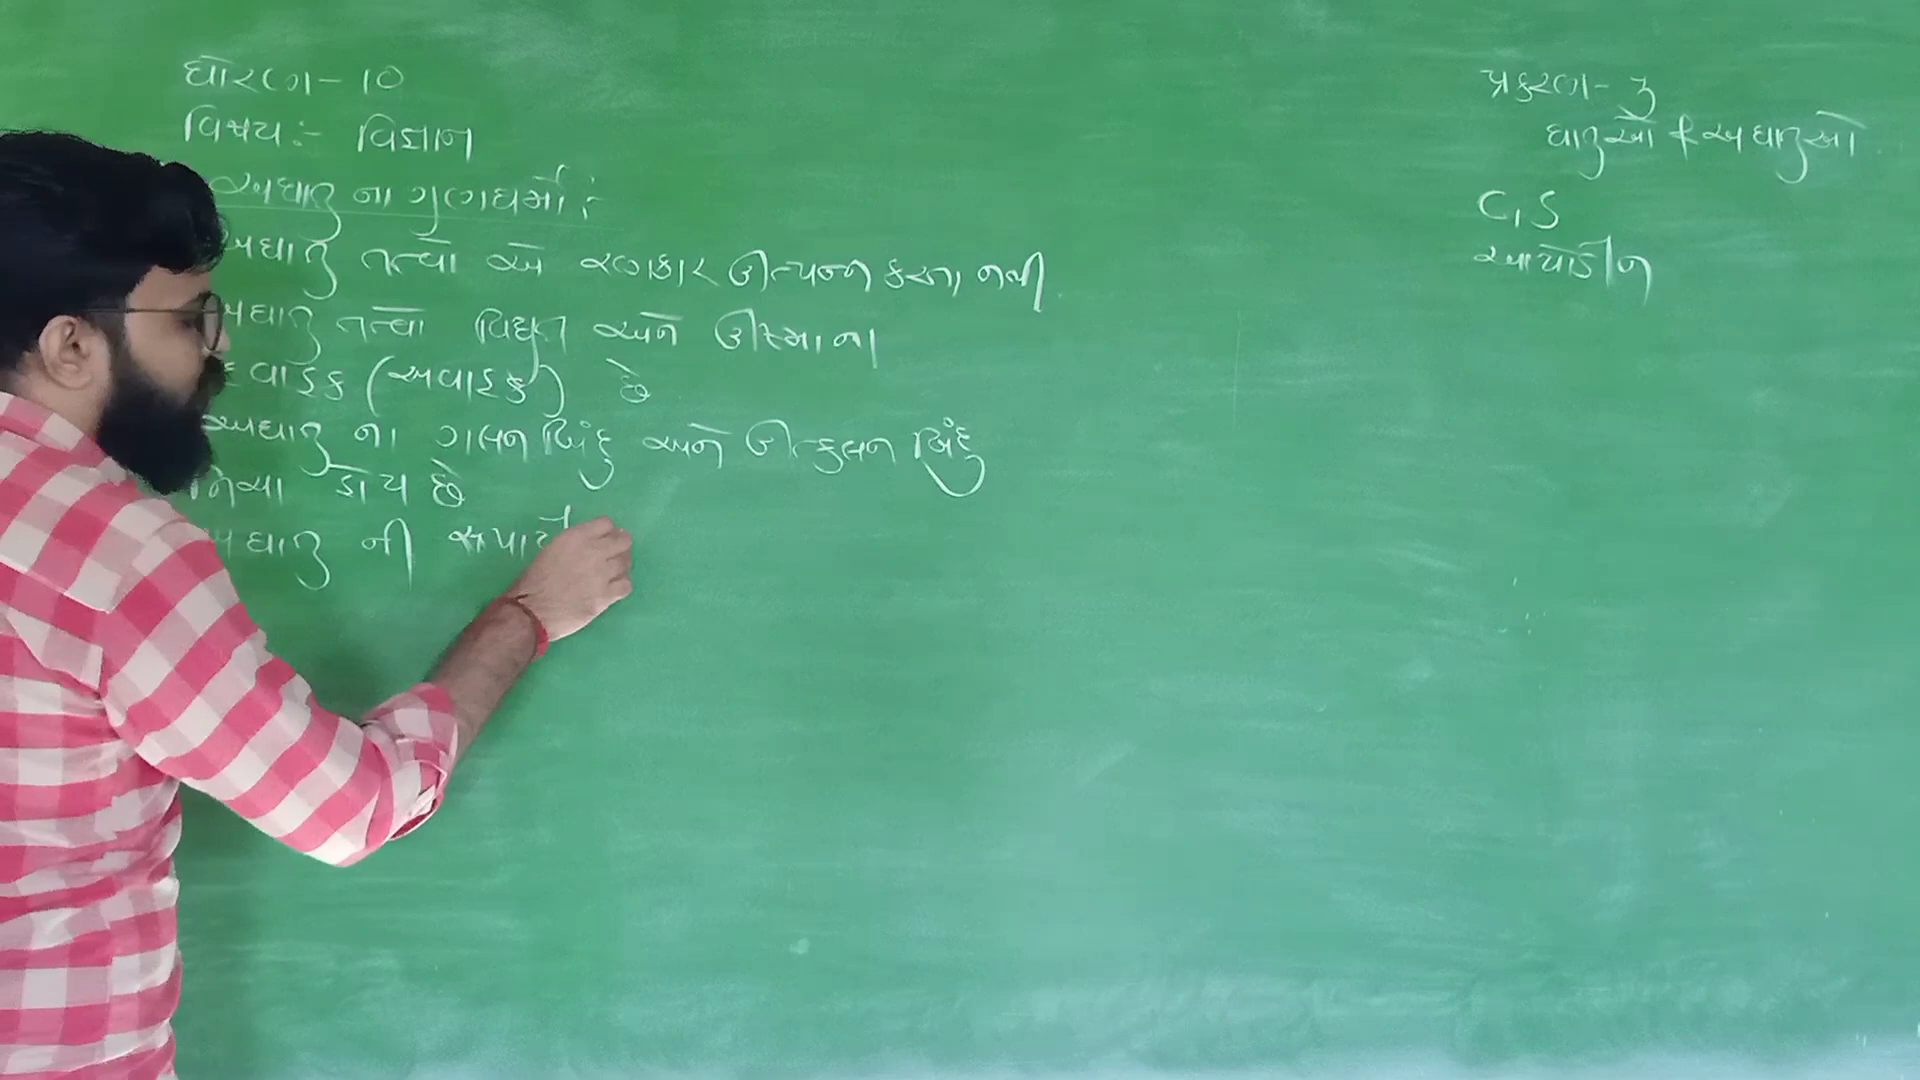 ધોરણ - 10
વિષય :- વિજ્ઞાન
અધાતુ ના ગુણધર્મો :
અધાતુ તત્વો એ રણકાર ઉત્પન્ન કરતા નથી
અધાતુ તત્વો વિદ્યુત અને ઉષ્માના
વાહક (અવાહક) છે
અધાતુ ના ગલન બિંદુ અને ઉત્કલન બિંદુ
નિચા હોય છે
અધાતુ ની સપાટી
પ્રકરણ - 3
ધાતુઓ & અધાતુઓ
C, S
આયોડીન